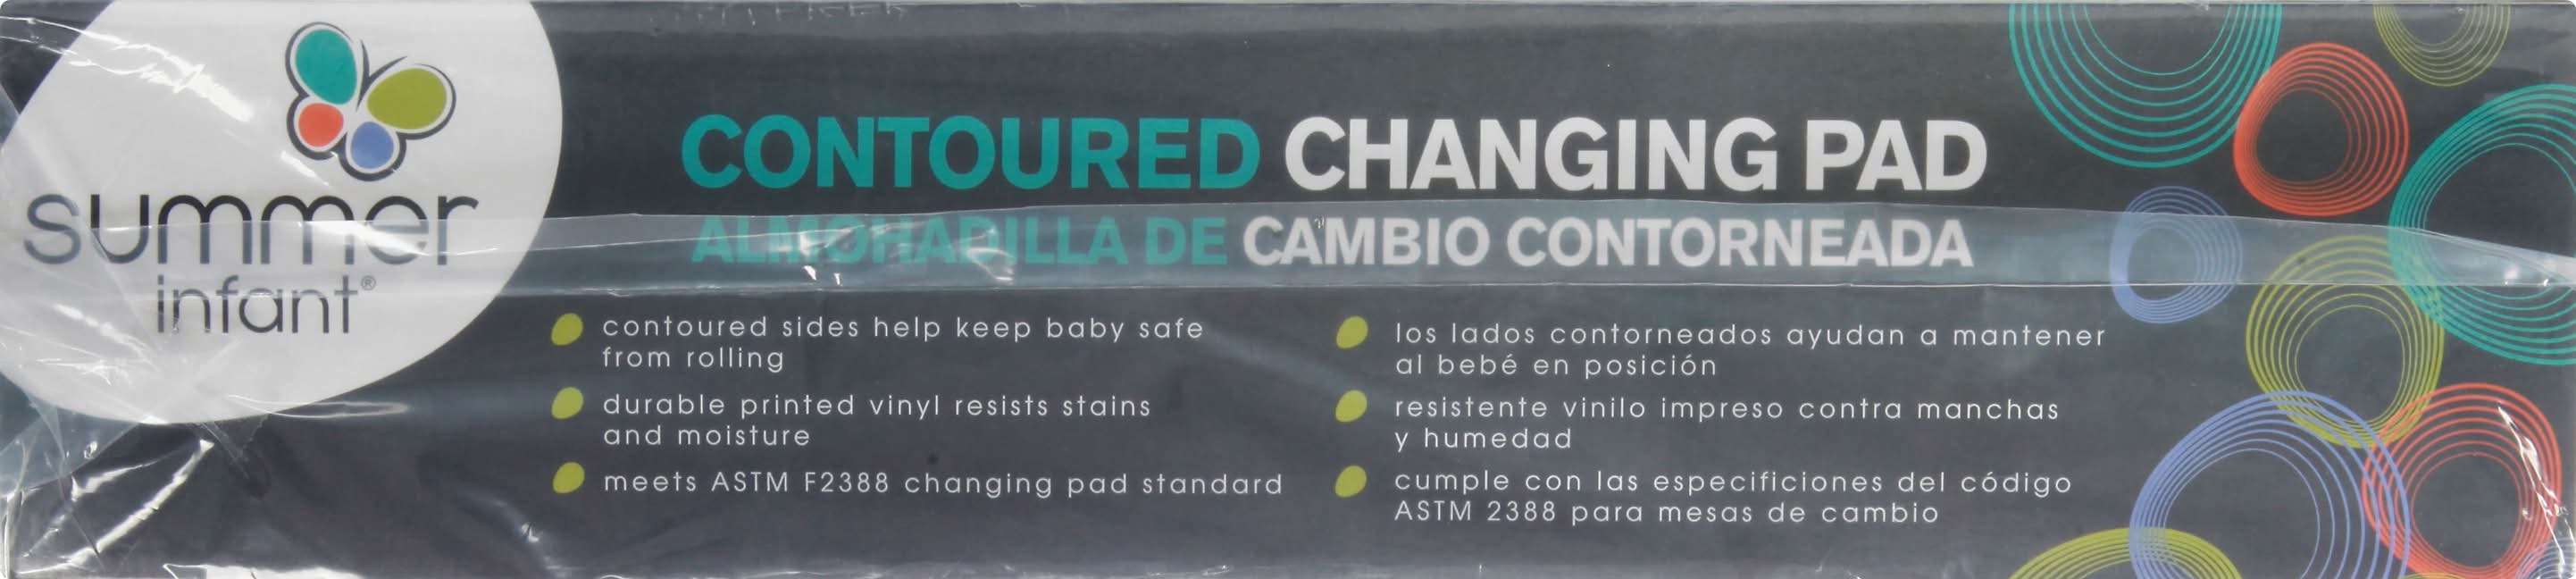 summer
infant®
CONTOURED CHANGING PAD
ALMOHADILLA DE CAMBIO CONTORNEADA
contoured sides help keep baby safe
from rolling
durable printed vinyl resists stains
and moisture
meets ASTM F2388 changing pad standard
los lados contorneados ayudan a mantener
al bebé en posición
resistente vinilo impreso contra manchas
y humedad
cumple con las especificiones del código
ASTM 2388 para mesas de cambio